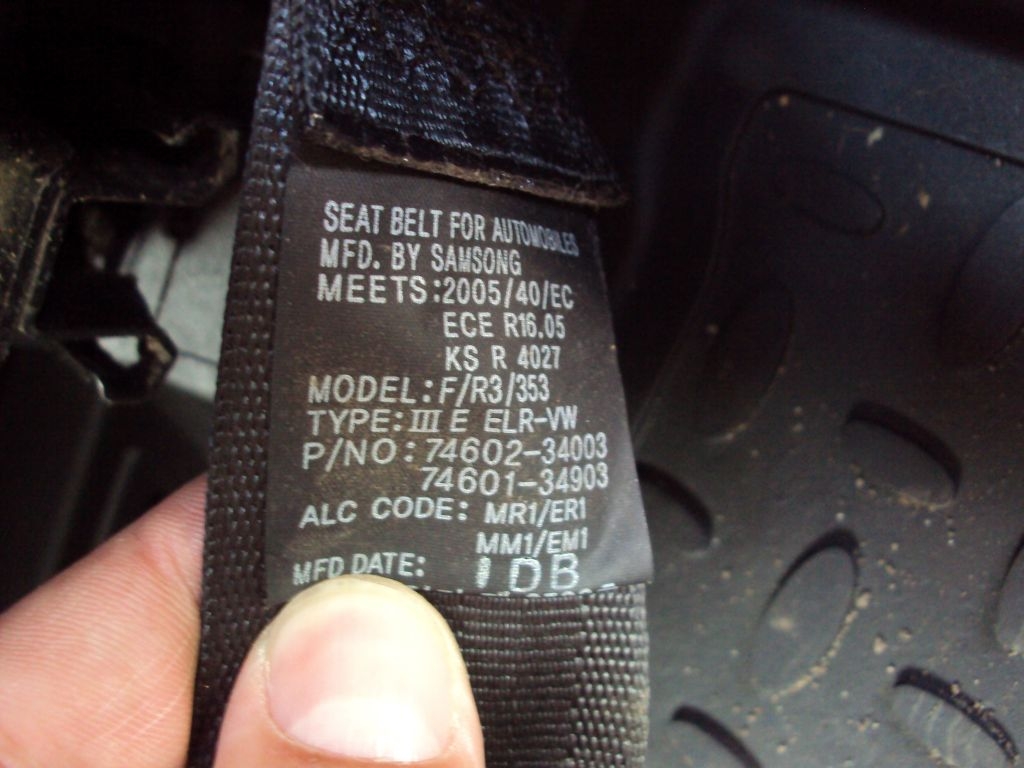 SEAT BELT FOR AUTOMOBILES
MFD. BY SAMSONG
MEETS:2005/40/EC
ECE R16.05
KS R 4027
MODEL:F/R3/353
TYPE:III E ELR-VW
P/NO:74602-34003
74601-34903
ALC CODE: MR1/ER1
MM1/EM1
MFD DATE: 1DB